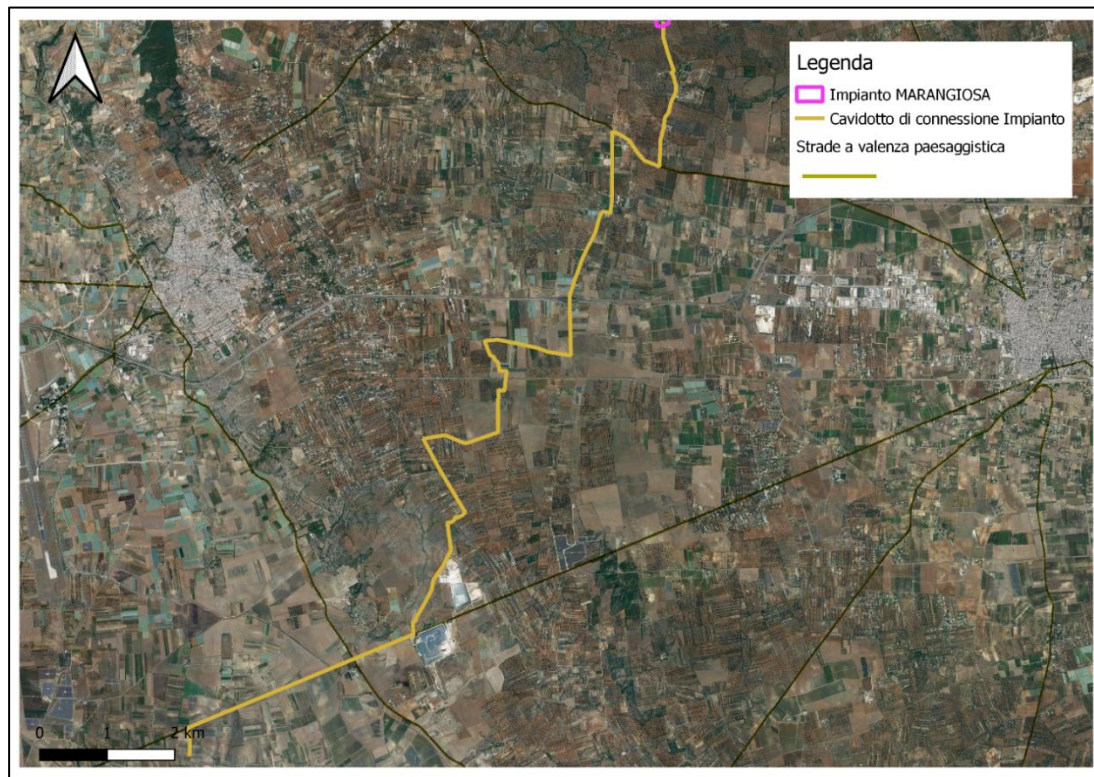 Legenda
Impianto MARANGIOSA
Cavidotto di connessione Impianto
Strade a valenza paesaggistica
0 1 2 km